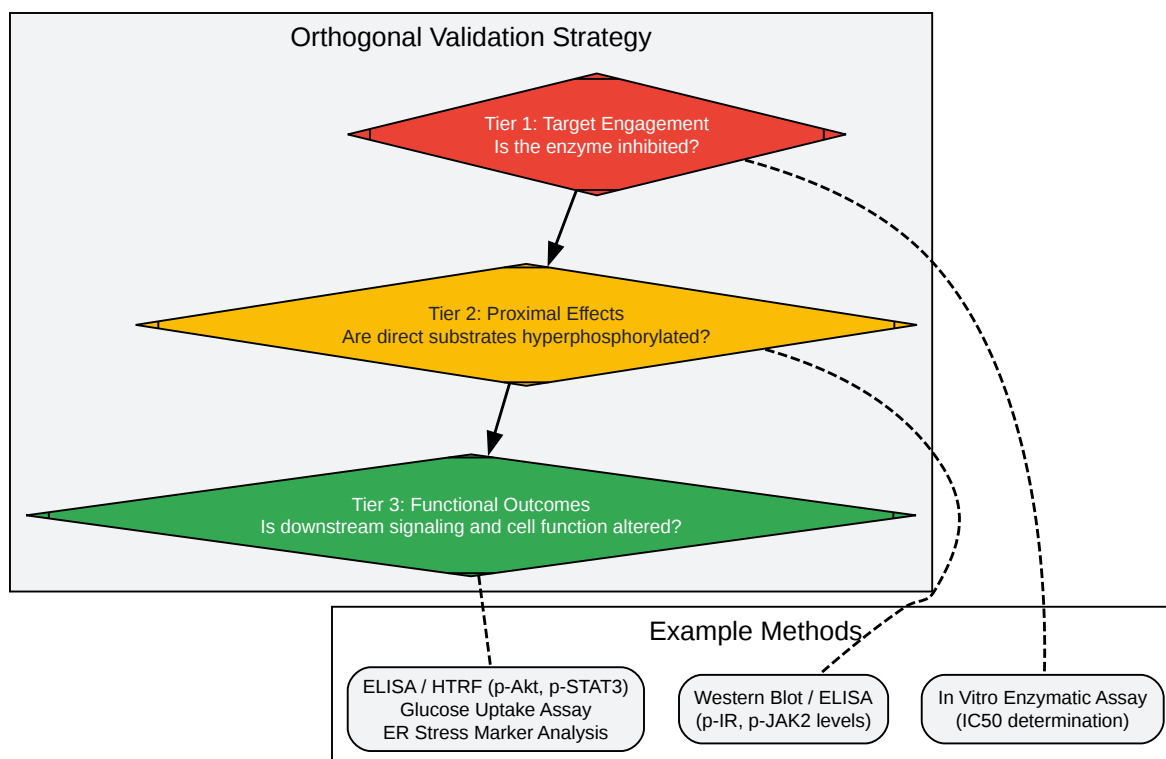 Orthogonal Validation Strategy
Tier 1: Target Engagement
Is the enzyme inhibited?
Tier 2: Proximal Effects
Are direct substrates hyperphosphorylated?
Tier 3: Functional Outcomes
Is downstream signaling and cell function altered?
Example Methods
ELISA / HTRF (p-Akt, p-STAT3)
Glucose Uptake Assay
ER Stress Marker Analysis
Western Blot / ELISA
(p-IR, p-JAK2 levels)
In Vitro Enzymatic Assay
(IC50 determination)